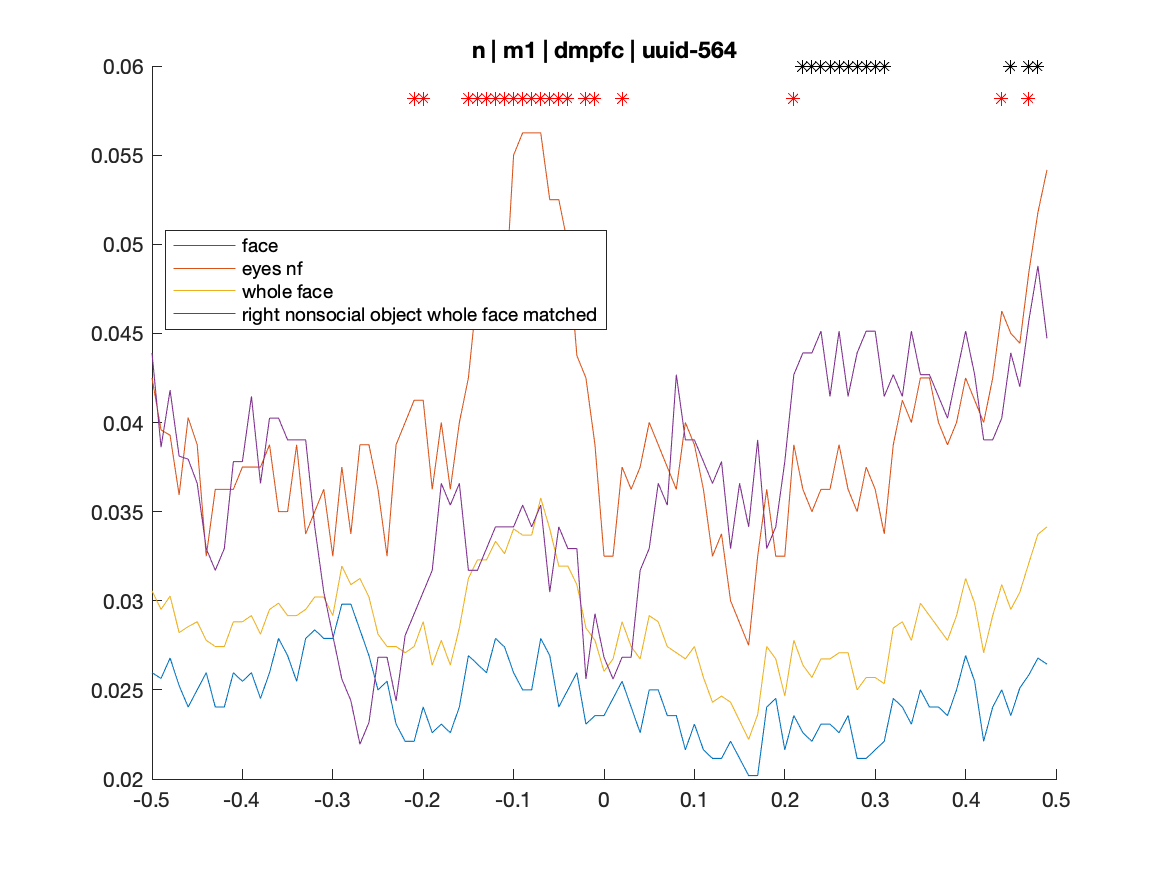 n | m1 | dmpfc | uuid-564
0.06
0.055
0.05
0.045
0.04
0.035
0.03
0.025
0.02
face
eyes nf
whole face
right nonsocial object whole face matched
-0.5 -0.4 -0.3 -0.2 -0.1 0 0.1 0.2 0.3 0.4 0.5